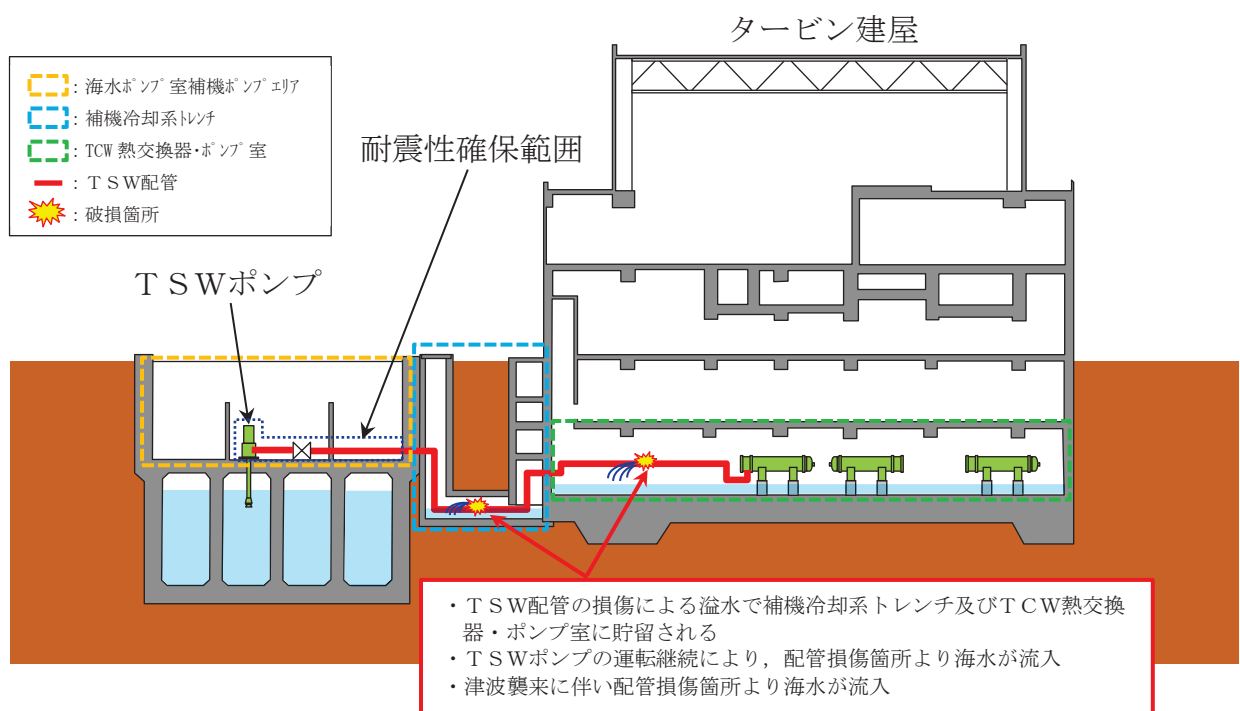 タービン建屋
：海水ﾎﾟﾝﾌﾟ室補機ﾎﾟﾝﾌﾟｴﾘｱ
：補機冷却系ﾄﾚﾝﾁ
：TCW 熱交換器・ﾎﾟﾝﾌﾟ室
：ＴＳＷ配管
：破損箇所
耐震性確保範囲
ＴＳＷポンプ
・ＴＳＷ配管の損傷による溢水で補機冷却系トレンチ及びＴＣＷ熱交換
器・ポンプ室に貯留される
・ＴＳＷポンプの運転継続により，配管損傷箇所より海水が流入
・津波襲来に伴い配管損傷箇所より海水が流入